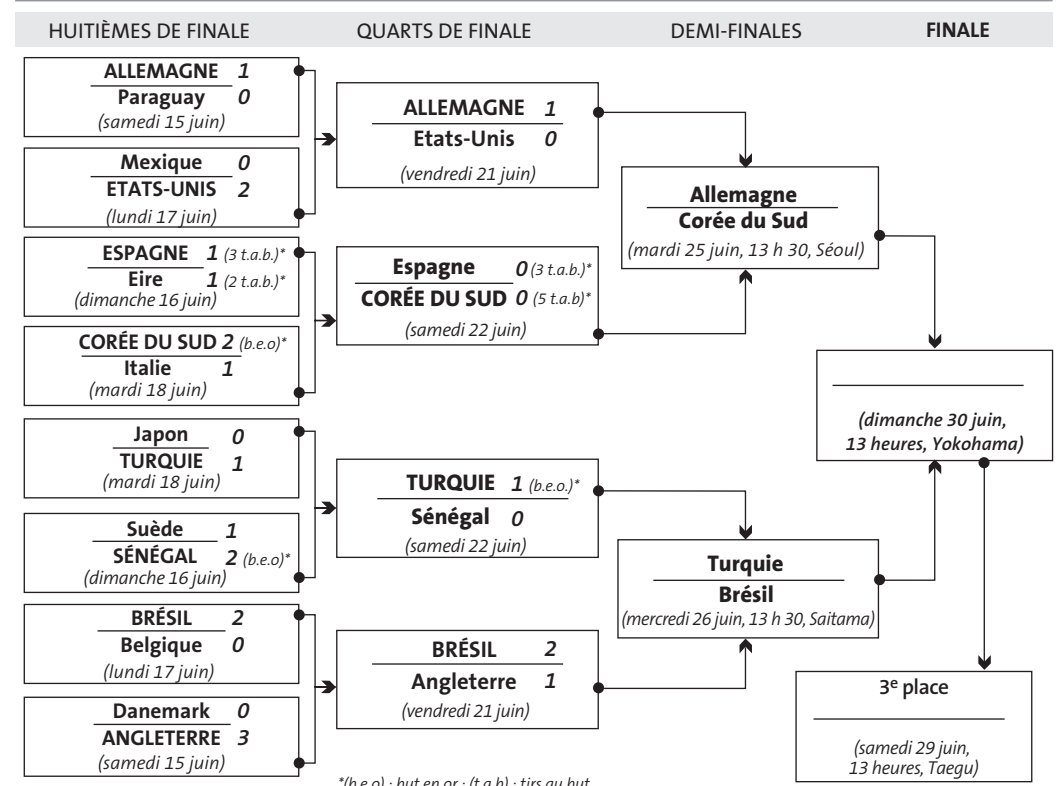 HUITIÈMES DE FINALE QUARTS DE FINALE DEMI-FINALES FINALE
ALLEMAGNE 1
Paraguay 0
(samedi 15 juin)
Mexique 0
ETATS-UNIS 2
(lundi 17 juin)
ESPAGNE 1 (3 t.a.b.)*
Eire 1 (2 t.a.b.)*
(dimanche 16 juin)
CORÉE DU SUD 2 (b.e.o)*
Italie 1
(mardi 18 juin)
Japon 0
TURQUIE 1
(mardi 18 juin)
Suède 1
SÉNÉGAL 2 (b.e.o)*
(dimanche 16 juin)
BRÉSIL 2
Belgique 0
(lundi 17 juin)
Danemark 0
ANGLETERRE 3
(samedi 15 juin)
ALLEMAGNE 1
Etats-Unis 0
(vendredi 21 juin)
Espagne 0 (3 t.a.b.)*
CORÉE DU SUD 0 (5 t.a.b)*
(samedi 22 juin)
TURQUIE 1 (b.e.o.)*
Sénégal 0
(samedi 22 juin)
BRÉSIL 2
Angleterre 1
(vendredi 21 juin)
Allemagne
Corée du Sud
(mardi 25 juin, 13 h 30, Séoul)
Turquie
Brésil
(mercredi 26 juin, 13 h 30, Saitama)
(dimanche 30 juin,
13 heures, Yokohama)
3e place
(samedi 29 juin,
13 heures, Taegu)
*(b.e.o) : but en or ; (t.a.b) : tirs au but